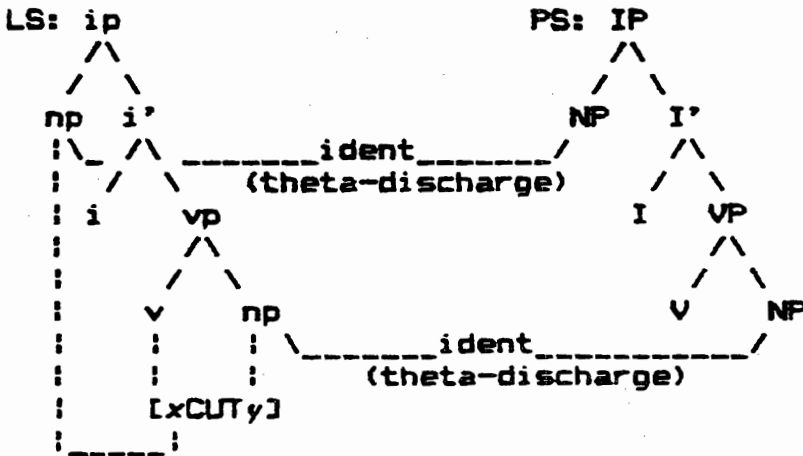 LS: ip PS: IP
np i' NP I'
ident
(theta-discharge)
i vp I VP
v np V NP
ident
(theta-discharge)
[xCUTy]